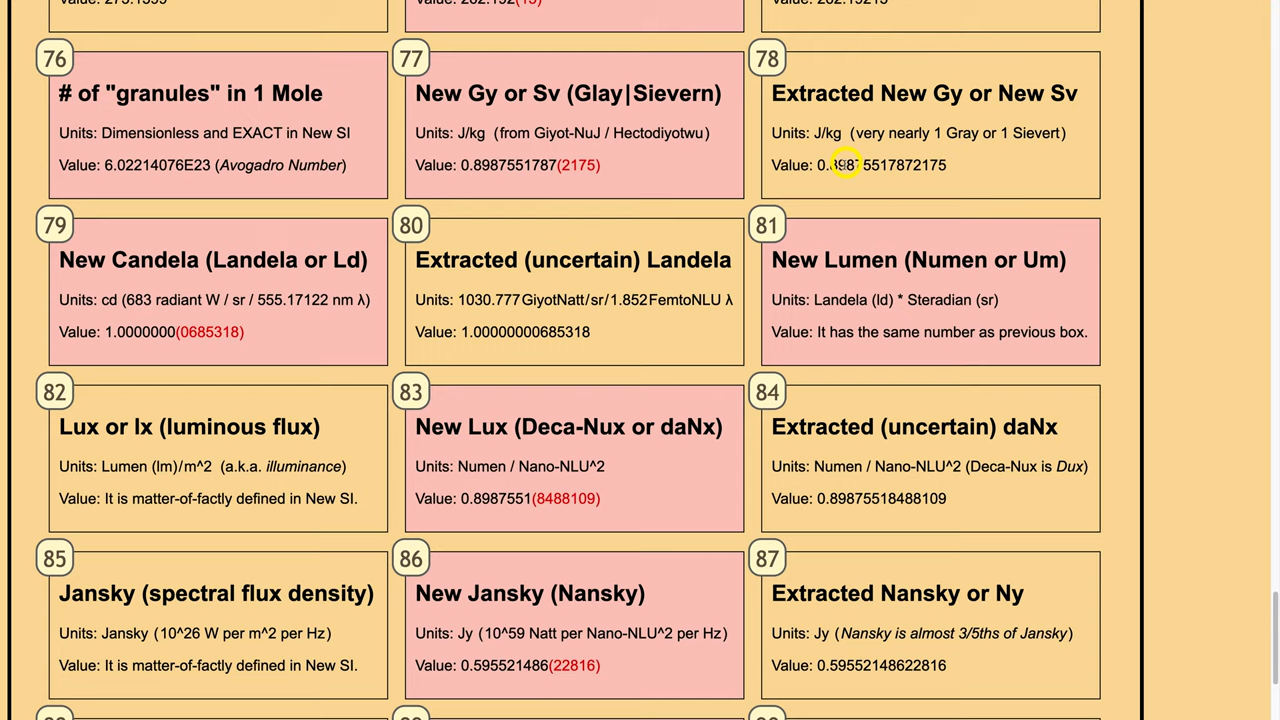 76
# of "granules" in 1 Mole
Units: Dimensionless and EXACT in New SI
Value: 6.02214076E23 (Avogadro Number)
77
New Gy or Sv (Glay|Sievern)
Units: J/kg (from Giyot-NuJ / Hectodiyotwu)
Value: 0.8987551787(2175)
78
Extracted New Gy or New Sv
Units: J/kg (very nearly 1 Gray or 1 Sievert)
Value: 0.89875517872175
79
New Candela (Landela or Ld)
Units: cd (683 radiant W / sr / 555.17122 nm λ)
Value: 1.0000000(0685318)
80
Extracted (uncertain) Landela
Units: 1030.777GiyotNatt/sr/1.852FemtoNLU λ
Value: 1.00000000685318
81
New Lumen (Numen or Um)
Units: Landela (ld) * Steradian (sr)
Value: It has the same number as previous box.
82
Lux or lx (luminous flux)
Units: Lumen (lm)/m^2 (a.k.a. illuminance)
Value: It is matter-of-factly defined in New SI.
83
New Lux (Deca-Nux or daNx)
Units: Numen / Nano-NLU^2
Value: 0.8987551(8488109)
84
Extracted (uncertain) daNx
Units: Numen / Nano-NLU^2 (Deca-Nux is Dux)
Value: 0.89875518488109
85
Jansky (spectral flux density)
Units: Jansky (10^26 W per m^2 per Hz)
Value: It is matter-of-factly defined in New SI.
86
New Jansky (Nansky)
Units: Jy (10^59 Natt per Nano-NLU^2 per Hz)
Value: 0.595521486(22816)
87
Extracted Nansky or Ny
Units: Jy (Nansky is almost 3/5ths of Jansky)
Value: 0.59552148622816